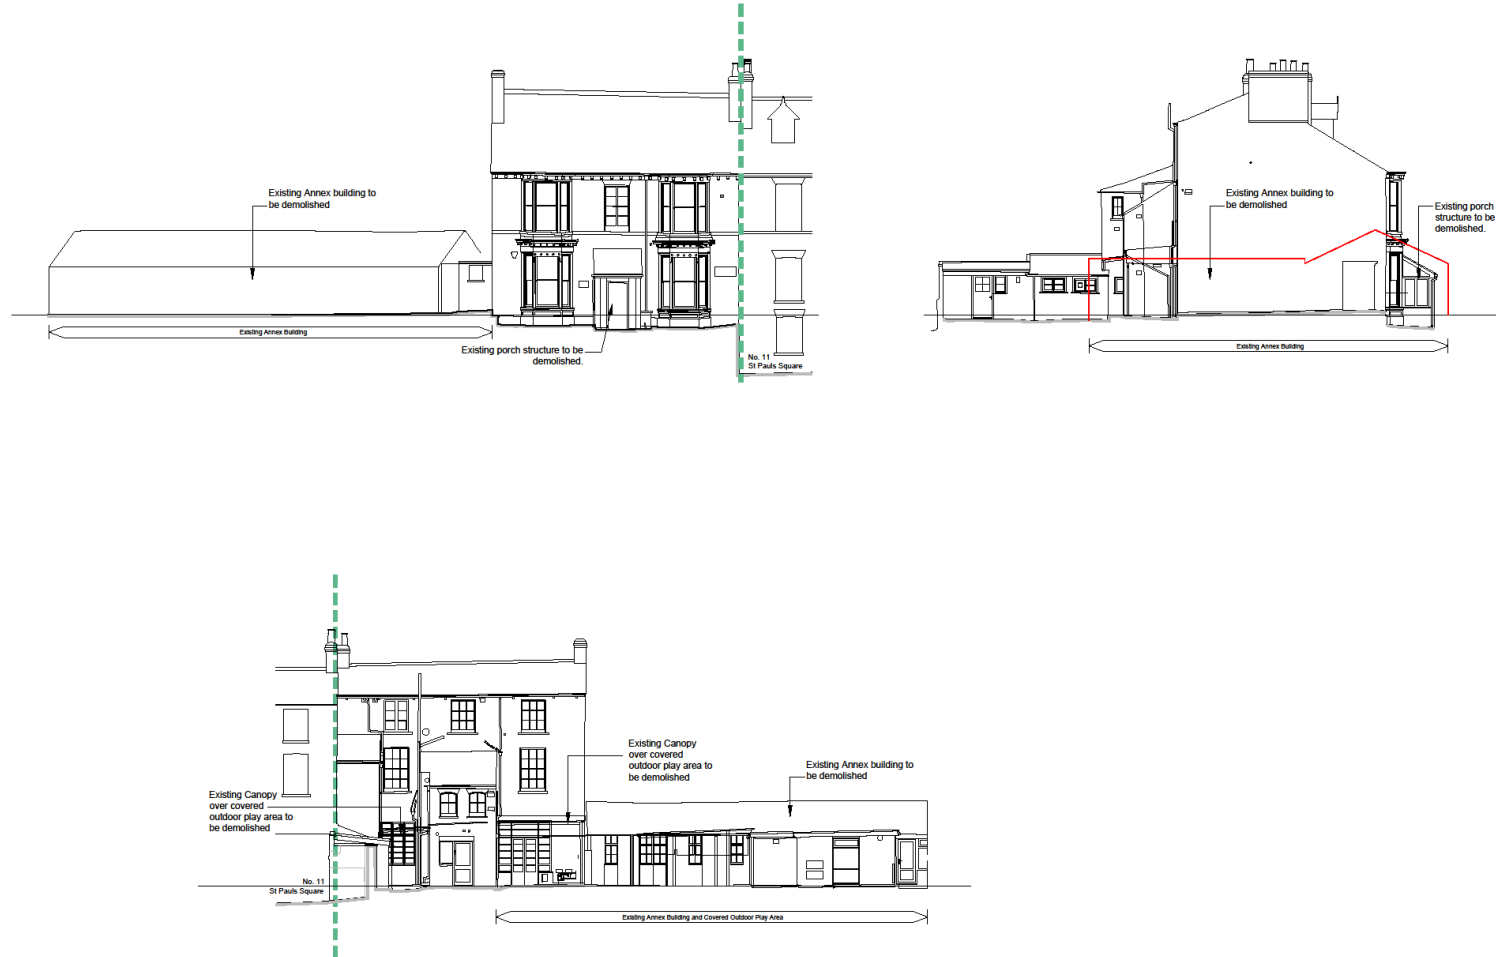 Existing Annex building to
be demolished
Existing Annex Building
Existing porch structure to be
demolished.
No. 11
St Pauls Square
Existing Annex building to
be demolished
Existing porch
structure to be
demolished.
Existing Annex Building
Existing Canopy
over covered
outdoor play area to
be demolished
Existing Annex building to
be demolished
Existing Canopy
over covered
outdoor play area to
be demolished
No. 11
St Pauls Square
Existing Annex Building and Covered Outdoor Play Area